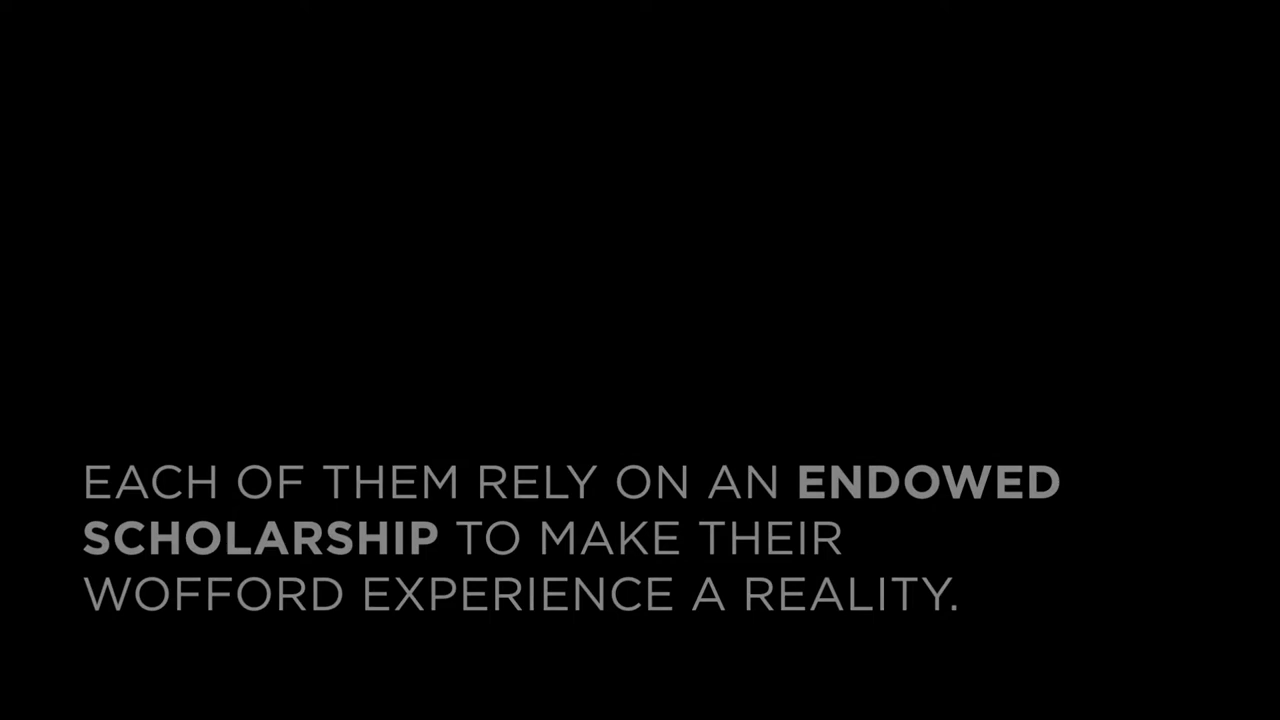 EACH OF THEM RELY ON AN ENDOWED
SCHOLARSHIP TO MAKE THEIR
WOFFORD EXPERIENCE A REALITY.